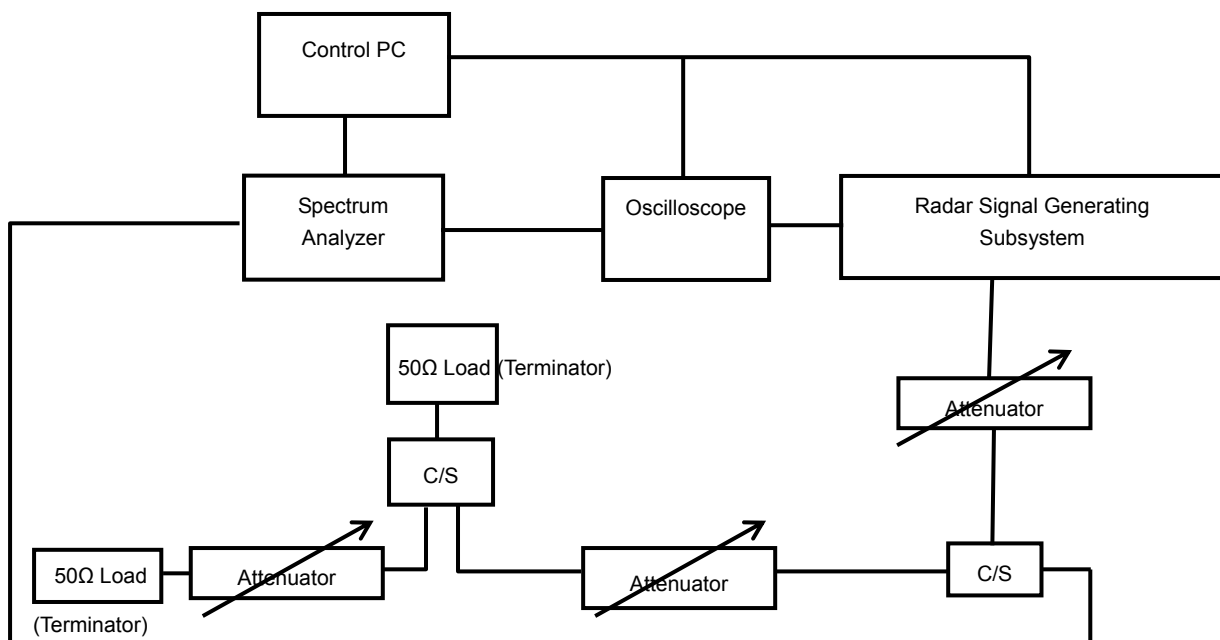 Control PC
Spectrum
Analyzer
Oscilloscope
Radar Signal Generating
Subsystem
50Ω Load (Terminator)
Attenuator
C/S
50Ω Load
(Terminator)
Attenuator
Attenuator
C/S